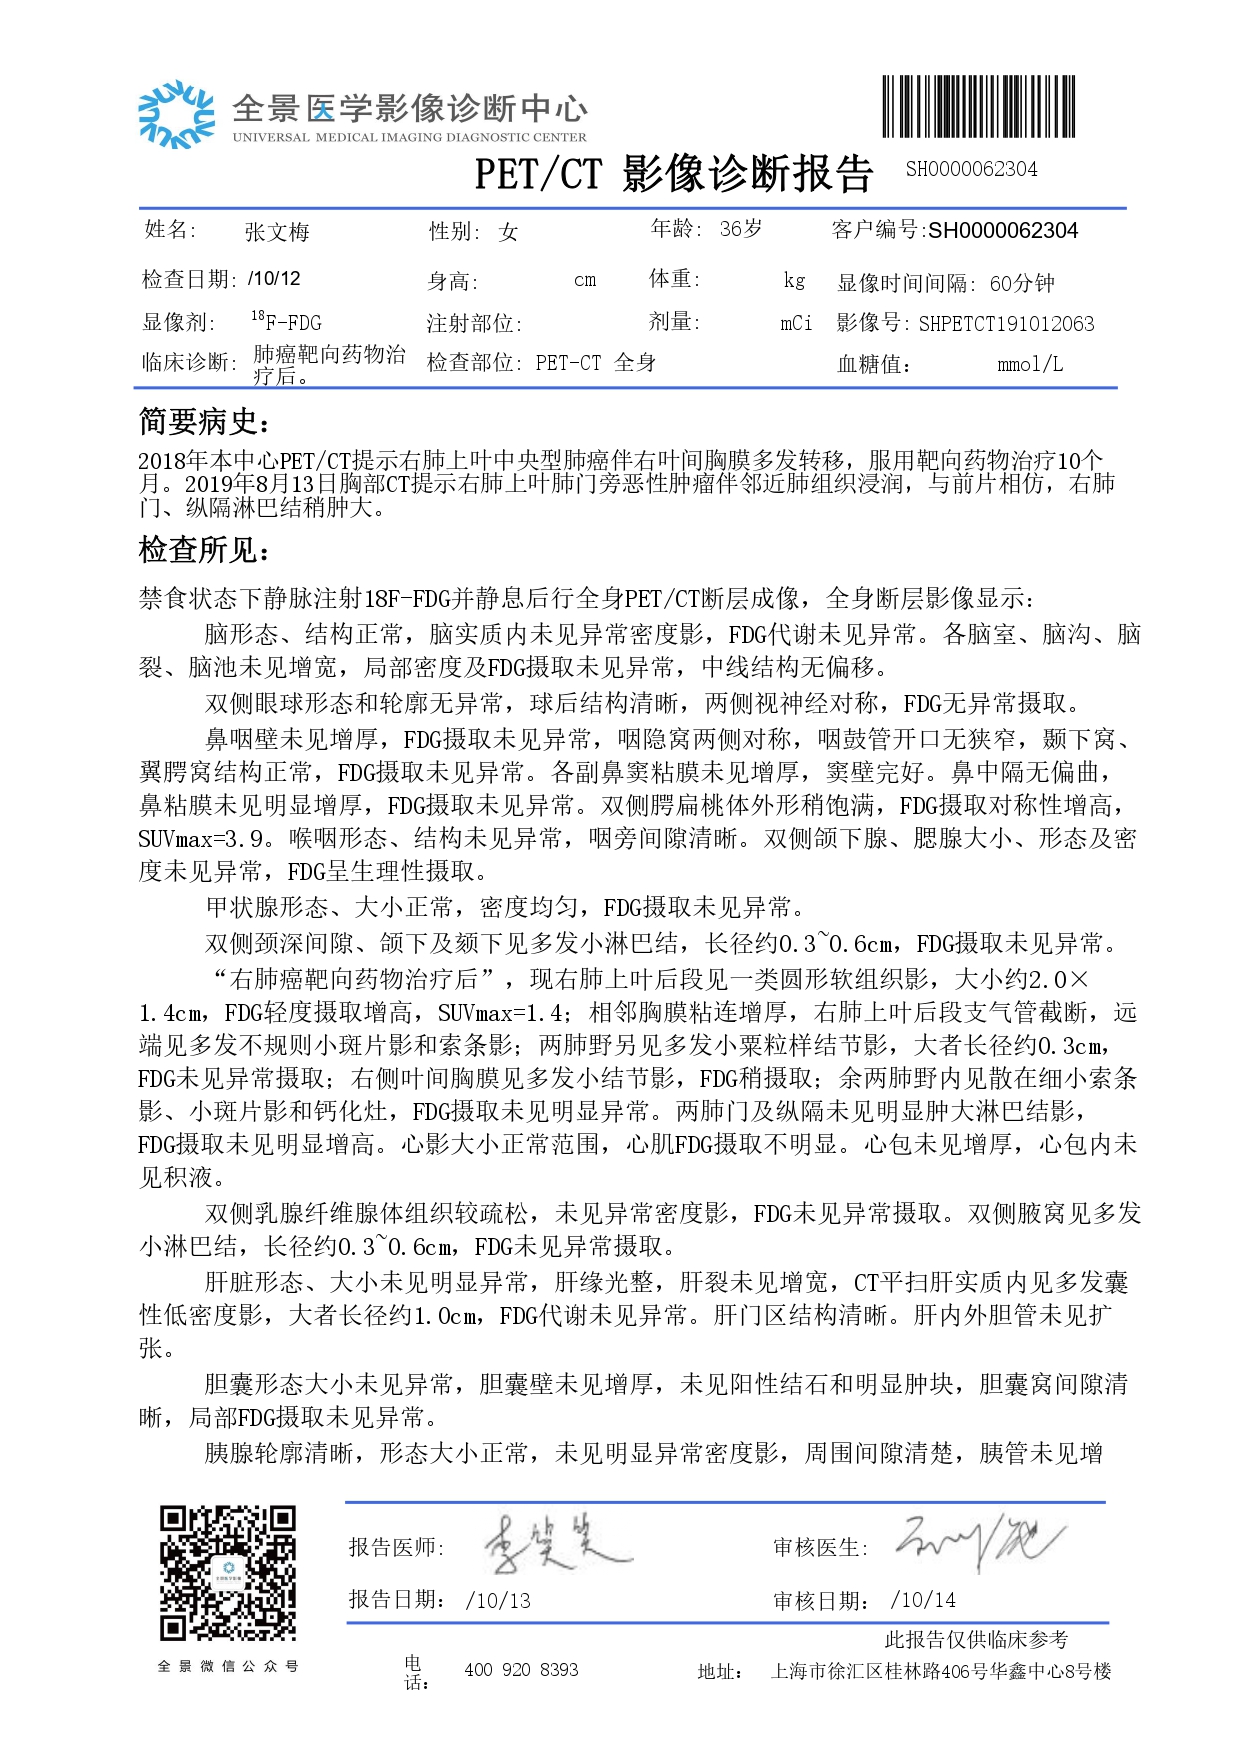 全景医学影像诊断中心
UNIVERSAL MEDICAL IMAGING DIAGNOSTIC CENTER
PET/CT 影像诊断报告
SH0000062304
姓名: 张文梅 性别: 女 年龄: 36岁 客户编号:SH0000062304
检查日期: /10/12 身高: cm 体重: kg 显像时间间隔: 60分钟
显像剂: 18F-FDG 注射部位: 剂量: mCi 影像号: SHPETCT191012063
临床诊断: 肺癌靶向药物治疗后。 检查部位: PET-CT 全身 血糖值: mmol/L
简要病史:
2018年本中心PET/CT提示右肺上叶中央型肺癌伴右叶间胸膜多发转移，服用靶向药物治疗10个
月。2019年8月13日胸部CT提示右肺上叶肺门旁恶性肿瘤伴邻近肺组织浸润，与前片相仿，右肺
门、纵隔淋巴结稍肿大。
检查所见:
禁食状态下静脉注射18F-FDG并静息后行全身PET/CT断层成像，全身断层影像显示:
脑形态、结构正常，脑实质内未见异常密度影，FDG代谢未见异常。各脑室、脑沟、脑
裂、脑池未见增宽，局部密度及FDG摄取未见异常，中线结构无偏移。
双侧眼球形态和轮廓无异常，球后结构清晰，两侧视神经对称，FDG无异常摄取。
鼻咽壁未见增厚，FDG摄取未见异常，咽隐窝两侧对称，咽鼓管开口无狭窄，颞下窝、
翼腭窝结构正常，FDG摄取未见异常。各副鼻窦粘膜未见增厚，窦壁完好。鼻中隔无偏曲，
鼻粘膜未见明显增厚，FDG摄取未见异常。双侧腭扁桃体外形稍饱满，FDG摄取对称性增高，
SUVmax=3.9。喉咽形态、结构未见异常，咽旁间隙清晰。双侧颌下腺、腮腺大小、形态及密
度未见异常，FDG呈生理性摄取。
甲状腺形态、大小正常，密度均匀，FDG摄取未见异常。
双侧颈深间隙、颌下及颏下见多发小淋巴结，长径约0.3~0.6cm，FDG摄取未见异常。
“右肺癌靶向药物治疗后”，现右肺上叶后段见一类圆形软组织影，大小约2.0×
1.4cm，FDG轻度摄取增高，SUVmax=1.4；相邻胸膜粘连增厚，右肺上叶后段支气管截断，远
端见多发不规则小斑片影和索条影；两肺野另见多发小粟粒样结节影，大者长径约0.3cm，
FDG未见异常摄取；右侧叶间胸膜见多发小结节影，FDG稍摄取；余两肺野内见散在细小索条
影、小斑片影和钙化灶，FDG摄取未见明显异常。两肺门及纵隔未见明显肿大淋巴结影，
FDG摄取未见明显增高。心影大小正常范围，心肌FDG摄取不明显。心包未见增厚，心包内未
见积液。
双侧乳腺纤维腺体组织较疏松，未见异常密度影，FDG未见异常摄取。双侧腋窝见多发
小淋巴结，长径约0.3~0.6cm，FDG未见异常摄取。
肝脏形态、大小未见明显异常，肝缘光整，肝裂未见增宽，CT平扫肝实质内见多发囊
性低密度影，大者长径约1.0cm，FDG代谢未见异常。肝门区结构清晰。肝内外胆管未见扩
张。
胆囊形态大小未见异常，胆囊壁未见增厚，未见阳性结石和明显肿块，胆囊窝间隙清
晰，局部FDG摄取未见异常。
胰腺轮廓清晰，形态大小正常，未见明显异常密度影，周围间隙清楚，胰管未见增
报告医师: 李笑笑 审核医生:
报告日期: /10/13 审核日期: /10/14
此报告仅供临床参考
全景微信公众号 电话: 400 920 8393 地址: 上海市徐汇区桂林路406号华鑫中心8号楼